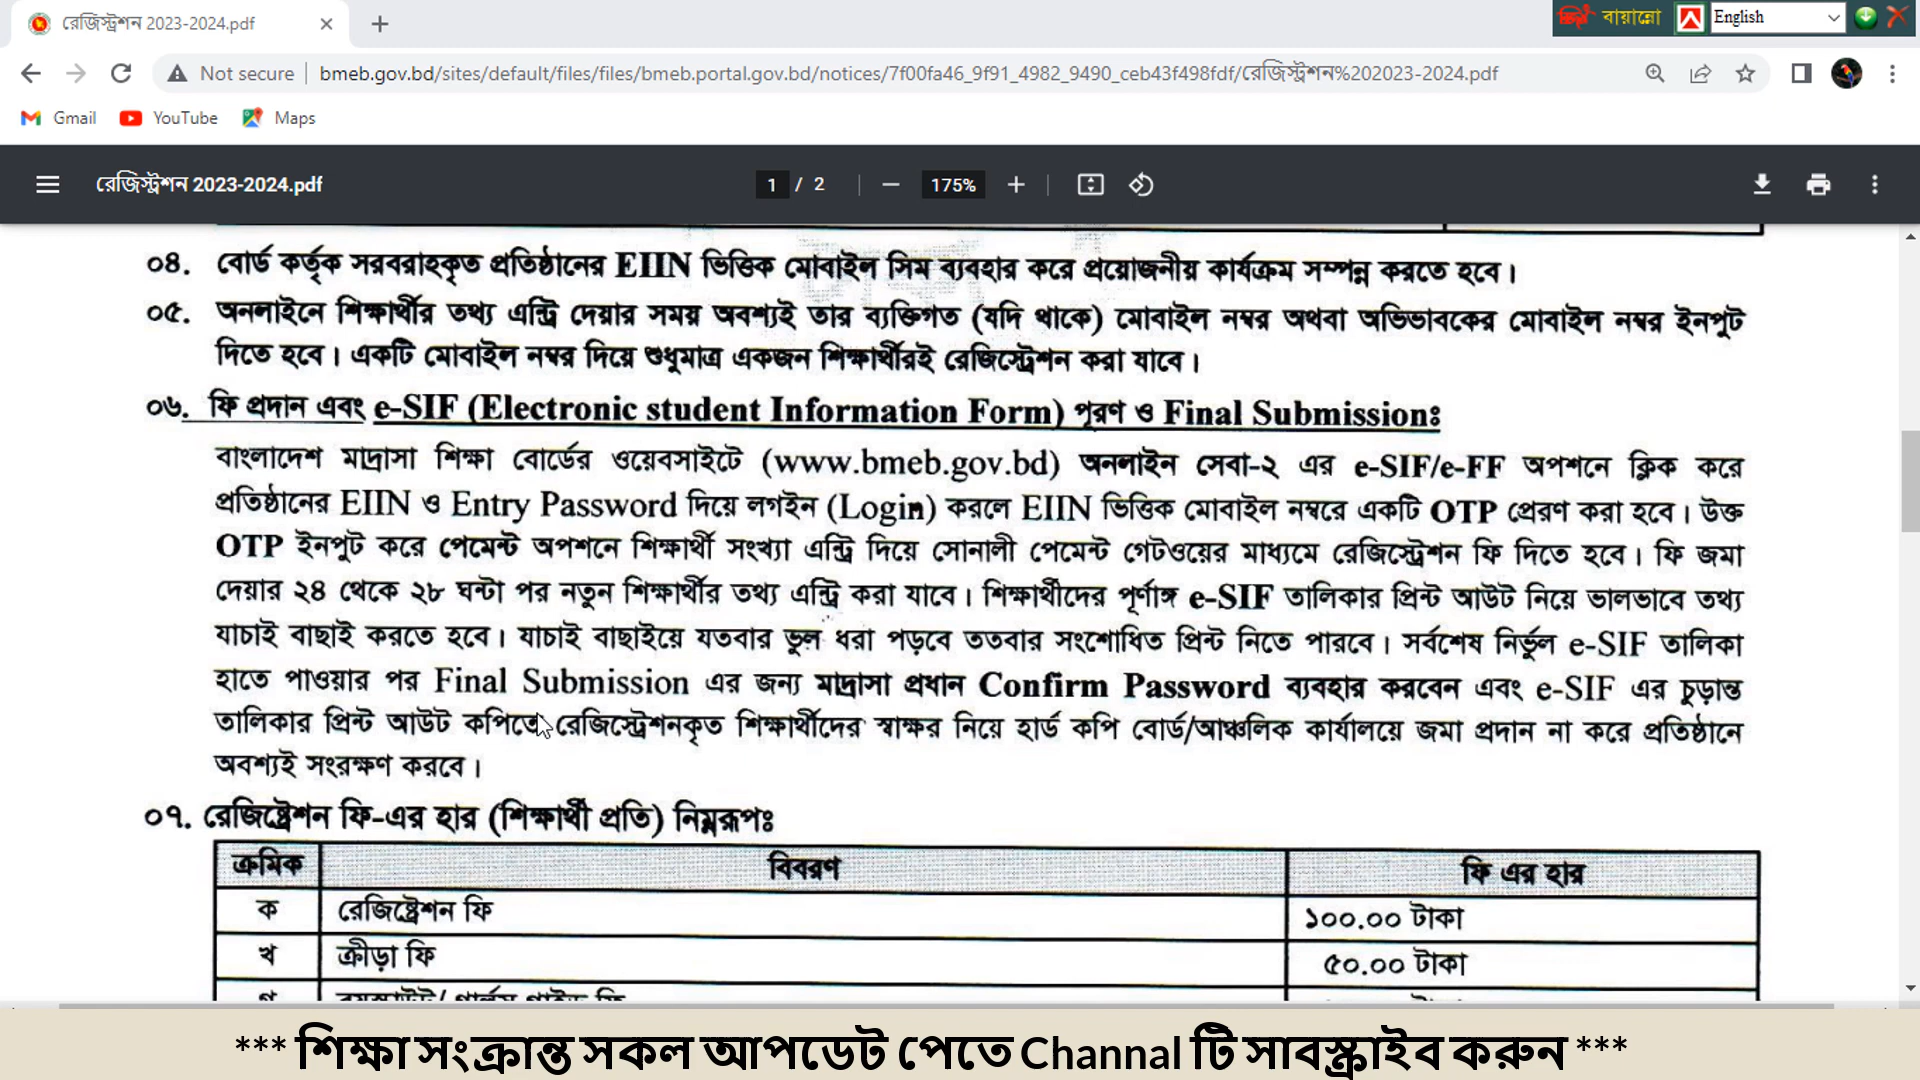 রেজিস্ট্রশন 2023-2024.pdf
বায়ান্নো
English
Not secure
bmeb.gov.bd/sites/default/files/files/bmeb.portal.gov.bd/notices/7f00fa46_9f91_4982_9490_ceb43f498fdf/রেজিস্ট্রশন%202023-2024.pdf
Gmail YouTube Maps
রেজিস্ট্রশন 2023-2024.pdf 1 / 2 175%
০৪. বোর্ড কর্তৃক সরবরাহকৃত প্রতিষ্ঠানের EIIN ভিত্তিক মোবাইল সিম ব্যবহার করে প্রয়োজনীয় কার্যক্রম সম্পন্ন করতে হবে।
০৫. অনলাইনে শিক্ষার্থীর তথ্য এন্ট্রি দেয়ার সময় অবশ্যই তার ব্যক্তিগত (যদি থাকে) মোবাইল নম্বর অথবা অভিভাবকের মোবাইল নম্বর ইনপুট
দিতে হবে। একটি মোবাইল নম্বর দিয়ে শুধুমাত্র একজন শিক্ষার্থীরই রেজিস্ট্রেশন করা যাবে।
০৬. ফি প্রদান এবং e-SIF (Electronic student Information Form) পূরণ ও Final Submissionঃ
বাংলাদেশ মাদ্রাসা শিক্ষা বোর্ডের ওয়েবসাইটে (www.bmeb.gov.bd) অনলাইন সেবা-২ এর e-SIF/e-FF অপশনে ক্লিক করে
প্রতিষ্ঠানের EIIN ও Entry Password দিয়ে লগইন (Login) করলে EIIN ভিত্তিক মোবাইল নম্বরে একটি OTP প্রেরণ করা হবে। উক্ত
OTP ইনপুট করে পেমেন্ট অপশনে শিক্ষার্থী সংখ্যা এন্ট্রি দিয়ে সোনালী পেমেন্ট গেটওয়ের মাধ্যমে রেজিস্ট্রেশন ফি দিতে হবে। ফি জমা
দেয়ার ২৪ থেকে ২৮ ঘন্টা পর নতুন শিক্ষার্থীর তথ্য এন্ট্রি করা যাবে। শিক্ষার্থীদের পূর্ণাঙ্গ e-SIF তালিকার প্রিন্ট আউট নিয়ে ভালভাবে তথ্য
যাচাই বাছাই করতে হবে। যাচাই বাছাইয়ে যতবার ভুল ধরা পড়বে ততবার সংশোধিত প্রিন্ট নিতে পারবে। সর্বশেষ নির্ভুল e-SIF তালিকা
হাতে পাওয়ার পর Final Submission এর জন্য মাদ্রাসা প্রধান Confirm Password ব্যবহার করবেন এবং e-SIF এর চুড়ান্ত
তালিকার প্রিন্ট আউট কপিতে রেজিস্ট্রেশনকৃত শিক্ষার্থীদের স্বাক্ষর নিয়ে হার্ড কপি বোর্ড/আঞ্চলিক কার্যালয়ে জমা প্রদান না করে প্রতিষ্ঠানে
অবশ্যই সংরক্ষণ করবে।
০৭. রেজিষ্ট্রেশন ফি-এর হার (শিক্ষার্থী প্রতি) নিম্নরূপঃ
ক্রমিক বিবরণ ফি এর হার
ক রেজিষ্ট্রেশন ফি ১০০.০০ টাকা
খ ক্রীড়া ফি ৫০.০০ টাকা
*** শিক্ষা সংক্রান্ত সকল আপডেট পেতে Channal টি সাবস্ক্রাইব করুন ***